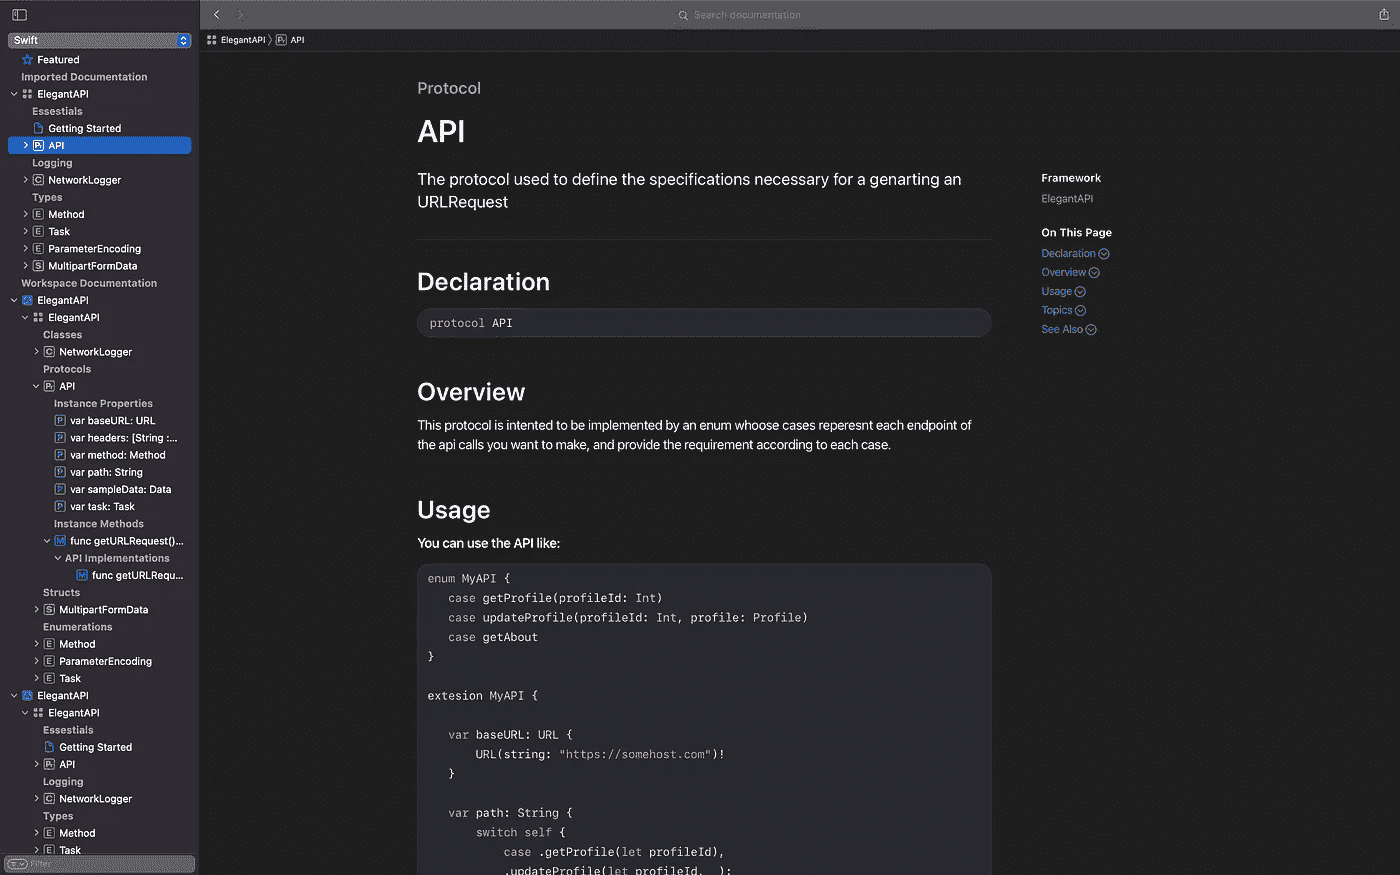 Search documentation
Swift
ElegantAPI
API
Featured
Imported Documentation
ElegantAPI
Essentials
Getting Started
API
Logging
NetworkLogger
Types
Method
Task
ParameterEncoding
MultipartFormData
Workspace Documentation
ElegantAPI
ElegantAPI
Classes
NetworkLogger
Protocols
API
Instance Properties
var baseURL: URL
var headers: [String :...
var method: Method
var path: String
var sampleData: Data
var task: Task
Instance Methods
func getURLRequest()...
API Implementations
func getURLRequ...
Structs
MultipartFormData
Enumerations
Method
ParameterEncoding
Task
ElegantAPI
ElegantAPI
Essentials
Getting Started
API
Logging
NetworkLogger
Types
Method
Task
Filter
Protocol
API
The protocol used to define the specifications necessary for a genarting an
URLRequest
Declaration
protocol API
Overview
This protocol is intented to be implemented by an enum whoose cases reperesnt each endpoint of
the api calls you want to make, and provide the requirement according to each case.
Usage
You can use the API like:
enum MyAPI {
case getProfile(profileId: Int)
case updateProfile(profileId: Int, profile: Profile)
case getAbout
}
extesion MyAPI {
var baseURL: URL {
URL(string: "https://somehost.com")!
}
var path: String {
switch self {
case .getProfile(let profileId),
.updateProfile(let profileId, _):
Framework
ElegantAPI
On This Page
Declaration
Overview
Usage
Topics
See Also